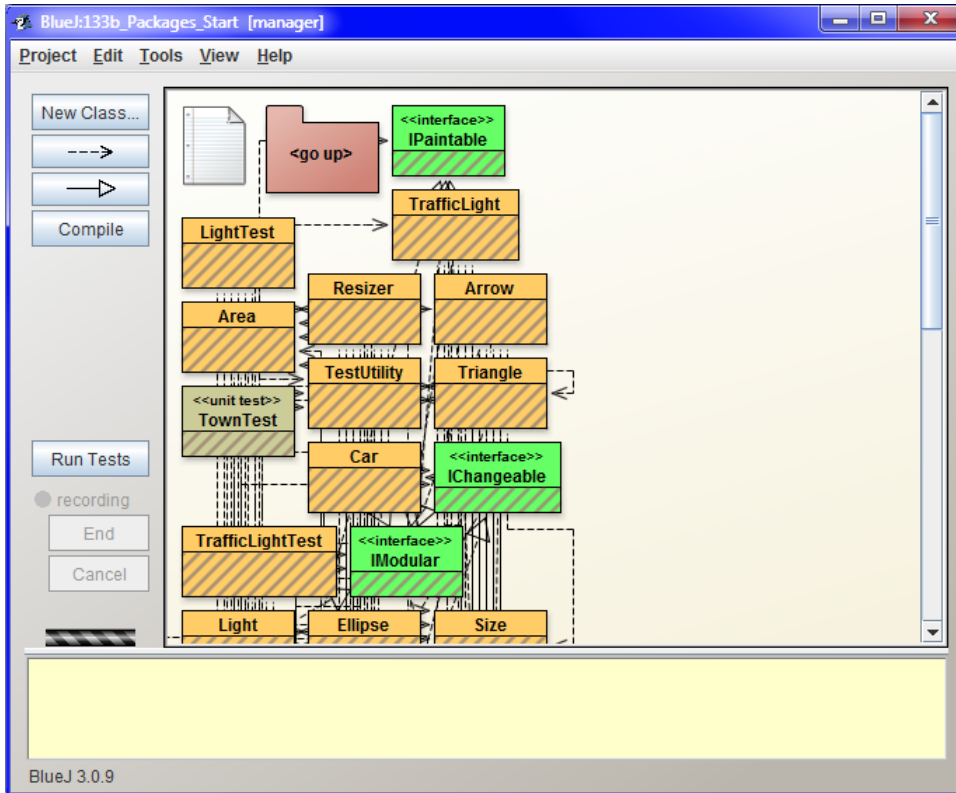 BlueJ:133b_Packages_Start [manager]
Project Edit Tools View Help
New Class...
Compile
<go up>
<<interface>>
IPaintable
TrafficLight
LightTest
Resizer
Arrow
Area
TestUtility
Triangle
<<unit test>>
TownTest
Car
<<interface>>
IChangeable
TrafficLightTest
<<interface>>
IModular
Light
Ellipse
Size
Run Tests
recording
End
Cancel
BlueJ 3.0.9